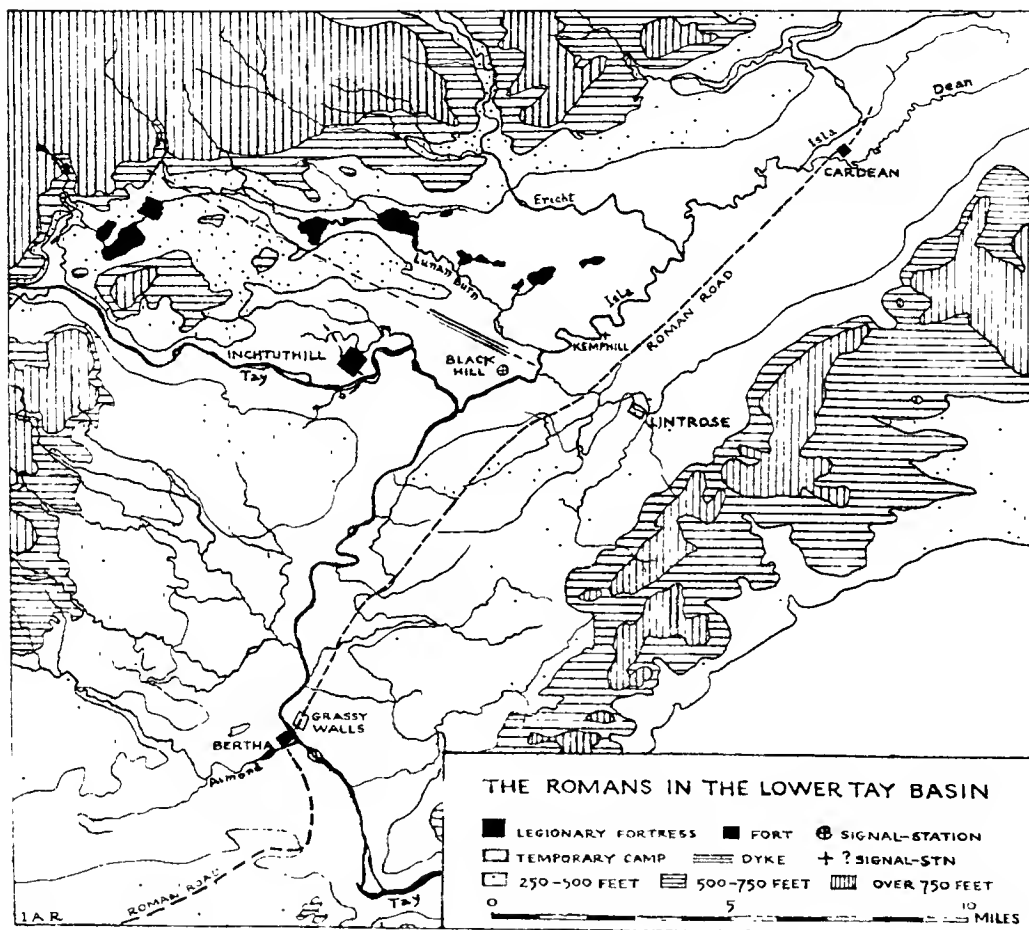 Dean
Isla
CARDEAN
Ericht
Lunan
Burn
Isla
ROMAN ROAD
KEMPHILL
INCHTUTHILL
BLACK
HILL
Tay
LINTROSE
GRASSY
WALLS
BERTHA
Almond
THE ROMANS IN THE LOWER TAY BASIN
LEGIONARY FORTRESS FORT SIGNAL-STATION
TEMPORARY CAMP DYKE ? SIGNAL-STN
250-500 FEET 500-750 FEET OVER 750 FEET
0 5 10
MILES
ROMAN ROAD
Tay
I A R